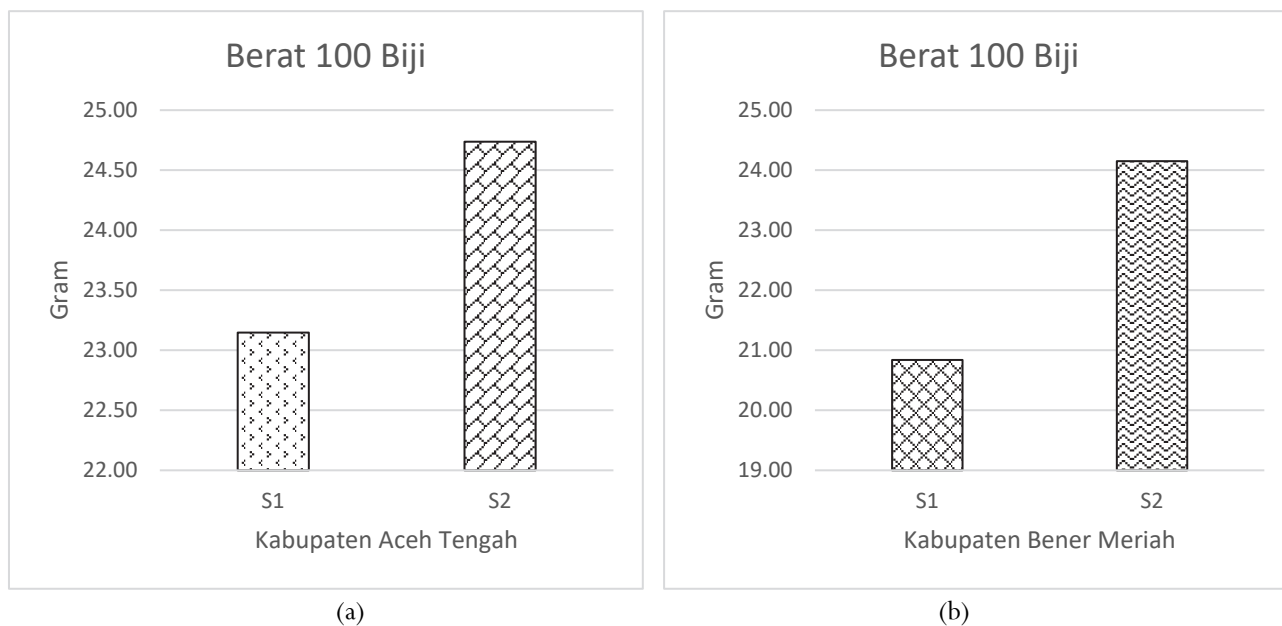 Berat 100 Biji
25.00
24.50
24.00
23.50
23.00
22.50
22.00
Gram
S1 S2
Kabupaten Aceh Tengah
(a)
Berat 100 Biji
25.00
24.00
23.00
22.00
21.00
20.00
19.00
Gram
S1 S2
Kabupaten Bener Meriah
(b)